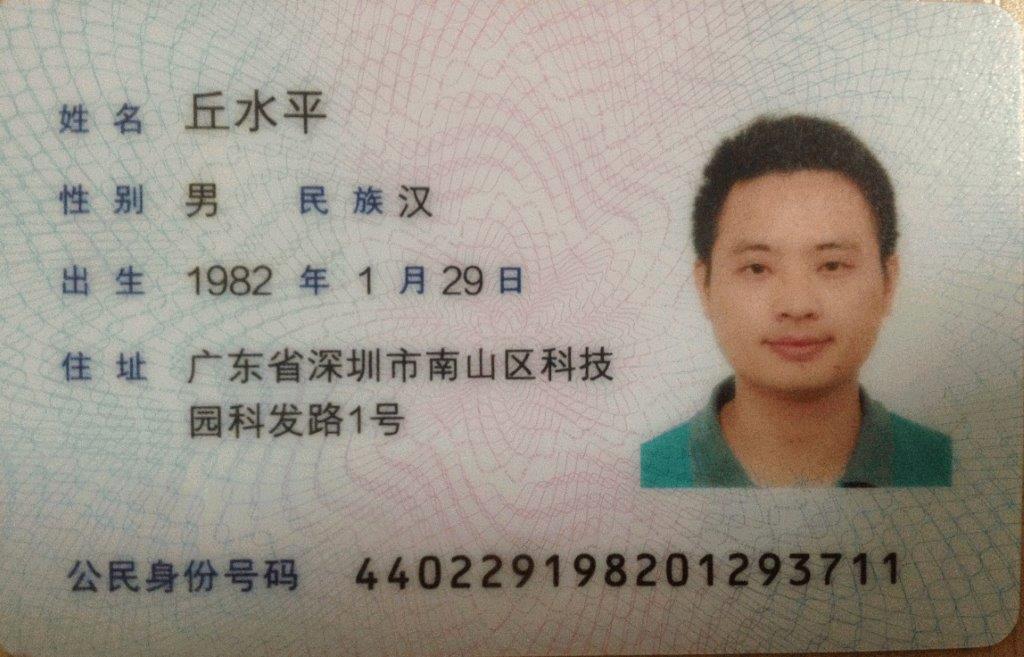 姓名 丘水平
性别 男 民族 汉
出生 1982 年 1 月 29 日
住址 广东省深圳市南山区科技
园科发路1号
公民身份号码 440229198201293711